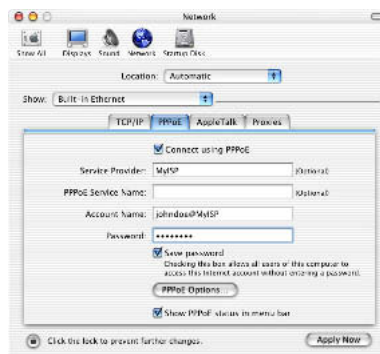 Network
Show All Displays Sound Network Startup Disk
Location: Automatic
Show: Built-in Ethernet
TCP/IP PPPoE AppleTalk Proxies
Connect using PPPoE
Service Provider: MyISP (Optional)
PPPoE Service Name: (Optional)
Account Name: johndoe@MyISP
Password: ••••••••
Save password
Checking this box allows all users of this computer to
access this Internet account without entering a password.
PPPoE Options...
Show PPPoE status in menu bar
Click the lock to prevent further changes. Apply Now